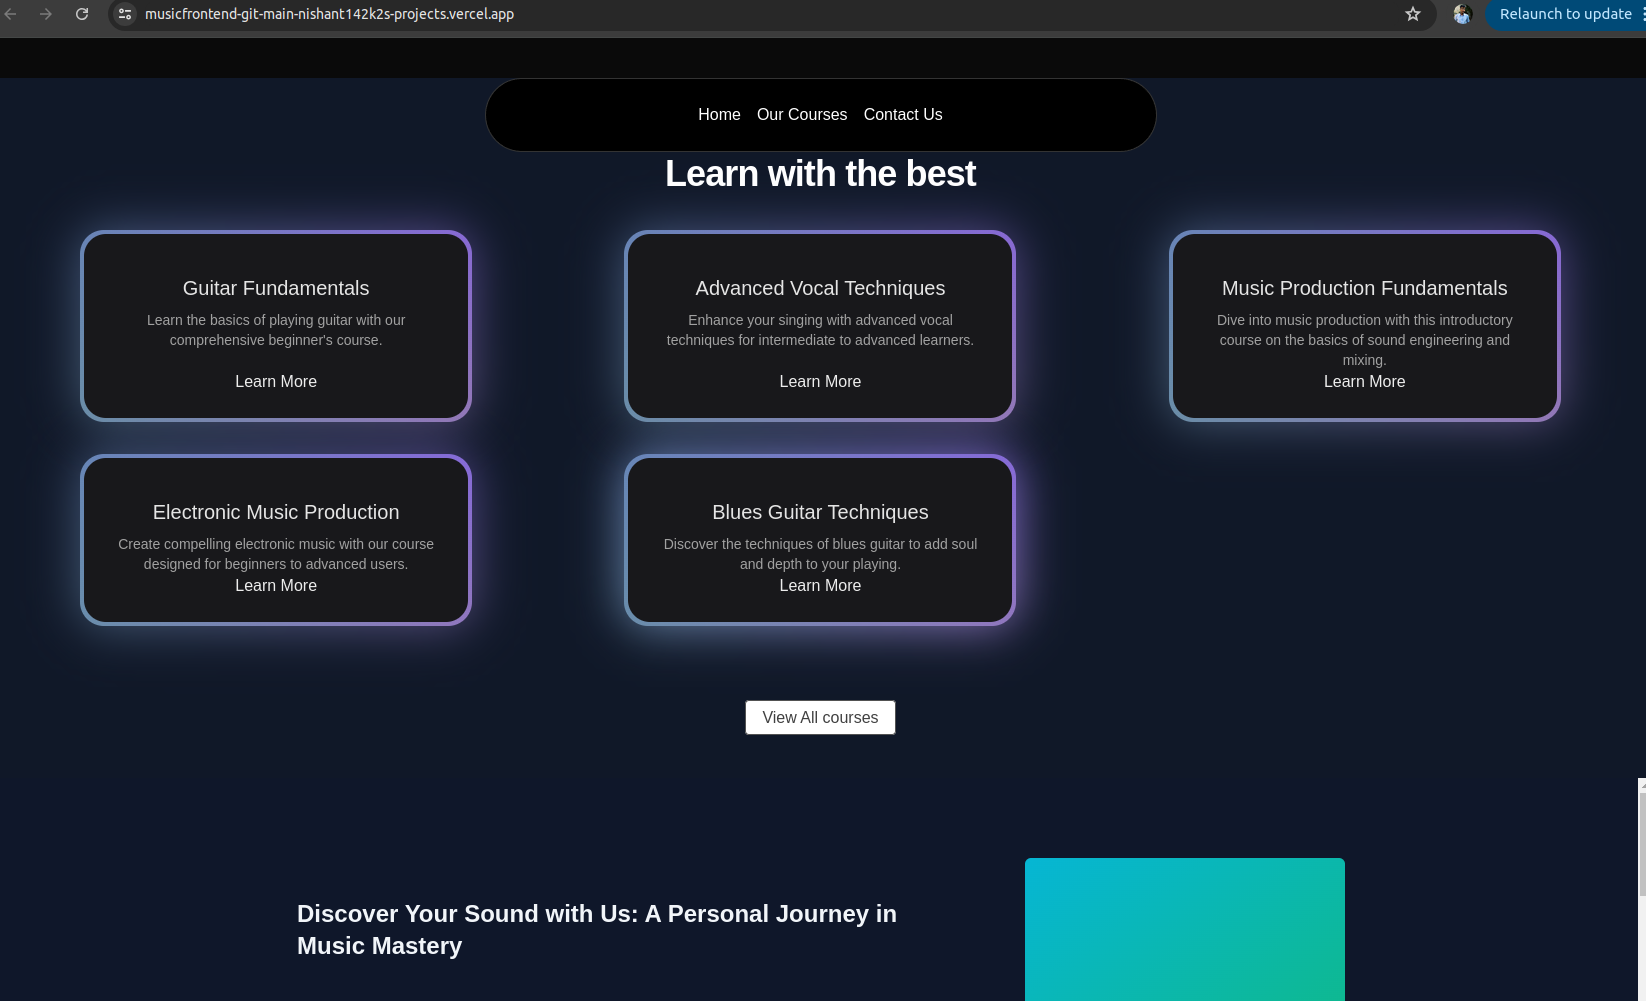 musicfrontend-git-main-nishant142k2s-projects.vercel.app
Relaunch to update
Home Our Courses Contact Us
Learn with the best
Guitar Fundamentals
Learn the basics of playing guitar with our
comprehensive beginner's course.
Learn More
Advanced Vocal Techniques
Enhance your singing with advanced vocal
techniques for intermediate to advanced learners.
Learn More
Music Production Fundamentals
Dive into music production with this introductory
course on the basics of sound engineering and
mixing.
Learn More
Electronic Music Production
Create compelling electronic music with our course
designed for beginners to advanced users.
Learn More
Blues Guitar Techniques
Discover the techniques of blues guitar to add soul
and depth to your playing.
Learn More
View All courses
Discover Your Sound with Us: A Personal Journey in
Music Mastery